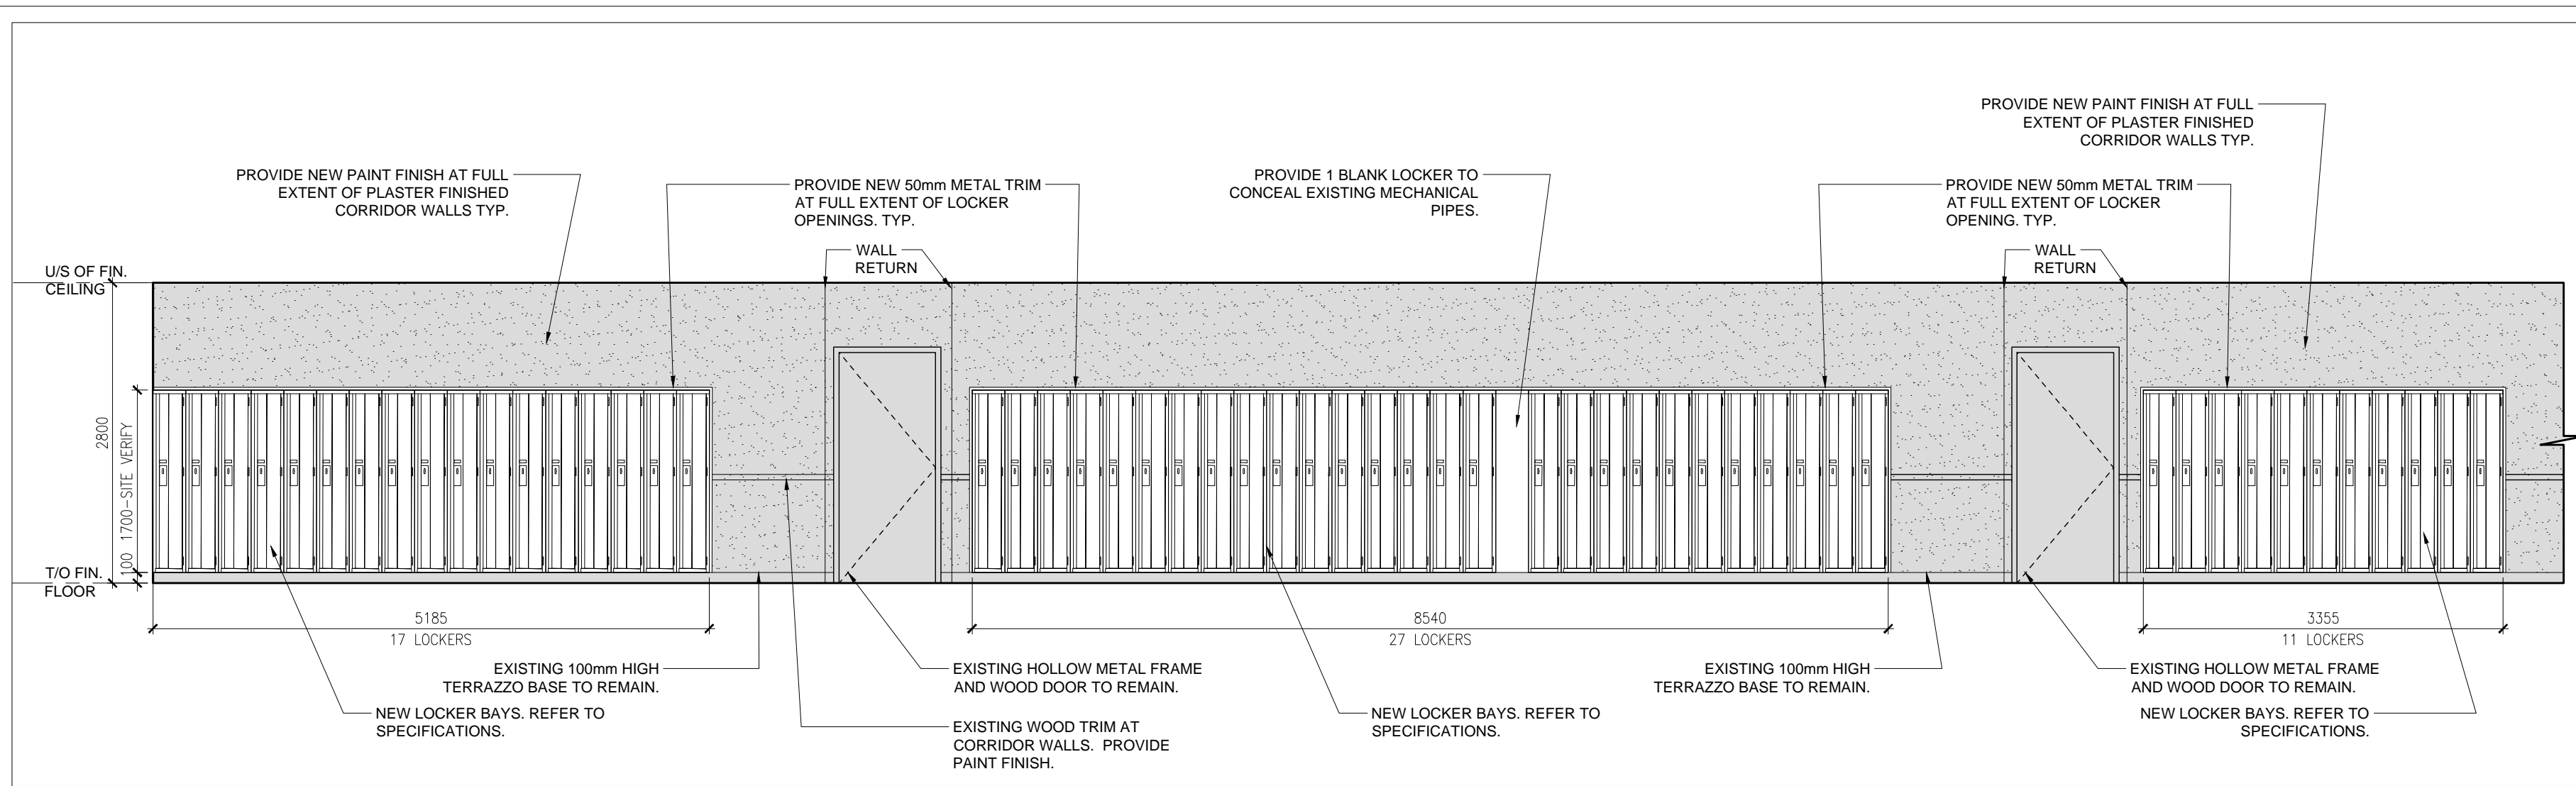 PROVIDE NEW PAINT FINISH AT FULL
EXTENT OF PLASTER FINISHED
CORRIDOR WALLS TYP.
PROVIDE NEW 50mm METAL TRIM
AT FULL EXTENT OF LOCKER
OPENINGS. TYP.
WALL
RETURN
PROVIDE 1 BLANK LOCKER TO
CONCEAL EXISTING MECHANICAL
PIPES.
PROVIDE NEW 50mm METAL TRIM
AT FULL EXTENT OF LOCKER
OPENING. TYP.
WALL
RETURN
PROVIDE NEW PAINT FINISH AT FULL
EXTENT OF PLASTER FINISHED
CORRIDOR WALLS TYP.
U/S OF FIN.
CEILING
2800
1700-SITE VERIFY
100
T/O FIN.
FLOOR
5185
17 LOCKERS
8540
27 LOCKERS
3355
11 LOCKERS
EXISTING 100mm HIGH
TERRAZZO BASE TO REMAIN.
NEW LOCKER BAYS. REFER TO
SPECIFICATIONS.
EXISTING HOLLOW METAL FRAME
AND WOOD DOOR TO REMAIN.
EXISTING WOOD TRIM AT
CORRIDOR WALLS. PROVIDE
PAINT FINISH.
NEW LOCKER BAYS. REFER TO
SPECIFICATIONS.
EXISTING 100mm HIGH
TERRAZZO BASE TO REMAIN.
EXISTING HOLLOW METAL FRAME
AND WOOD DOOR TO REMAIN.
NEW LOCKER BAYS. REFER TO
SPECIFICATIONS.